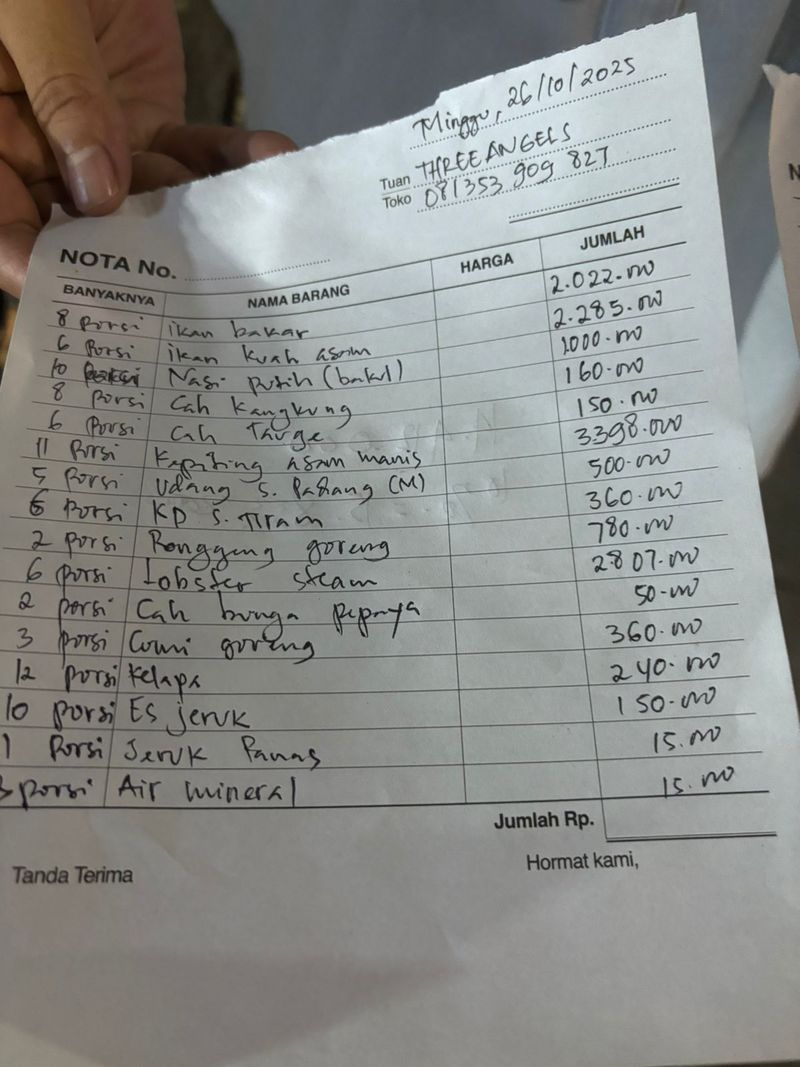 Minggu, 26/10/2025
Tuan
Toko
THREE ANGELS
081353 909 827
NOTA No.
BANYAKNYA NAMA BARANG HARGA JUMLAH
8 Porsi ikan bakar 2.022.000
6 Porsi ikan kuah asam 2.285.000
10 Nasi putih (bakul) 1000.000
8 Porsi Cah Kangkung 160.000
6 Porsi Cah Tauge 150.000
11 Porsi Kepiting asam manis 3398.000
5 Porsi Udang S. Padang (M) 500.000
6 Porsi KP S. Tiram 360.000
2 porsi Ronggeng goreng 780.000
6 porsi Lobster steam 2.807.000
2 porsi Cah bunga pepaya 50.000
3 porsi Cumi goreng 360.000
12 porsi Kelapa 240.000
10 porsi Es jeruk 150.000
1 Porsi Jeruk Panas 15.000
3 porsi Air mineral 15.000
Jumlah Rp.
Tanda Terima Hormat kami,